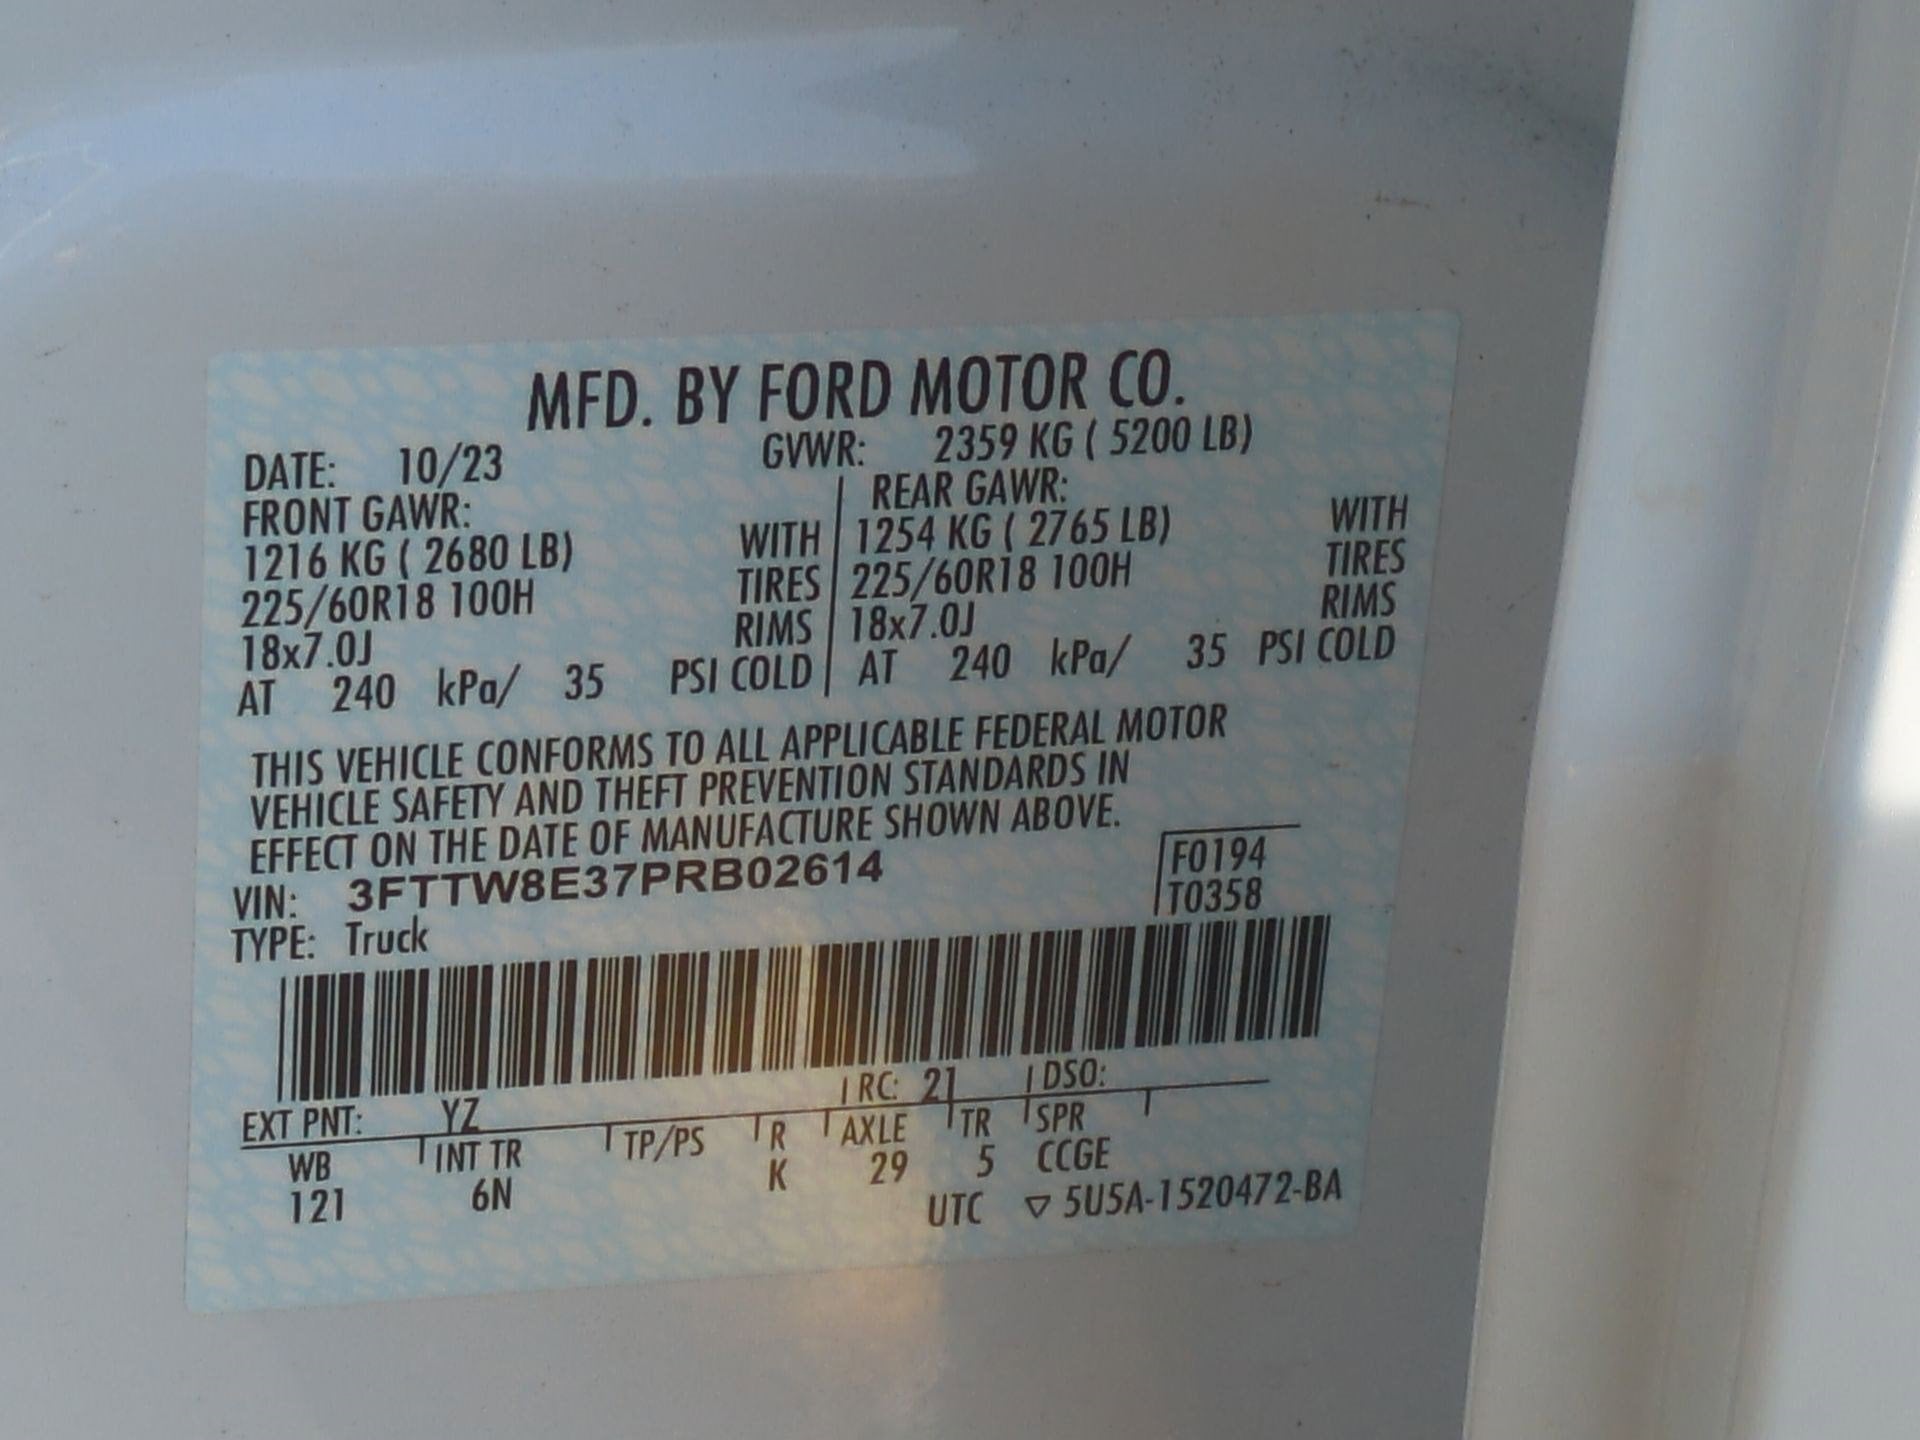 MFD. BY FORD MOTOR CO.
DATE: 10/23 GVWR: 2359 KG ( 5200 LB)
FRONT GAWR: REAR GAWR:
1216 KG ( 2680 LB) WITH 1254 KG ( 2765 LB) WITH
225/60R18 100H TIRES 225/60R18 100H TIRES
18x7.0J RIMS 18x7.0J RIMS
AT 240 kPa/ 35 PSI COLD AT 240 kPa/ 35 PSI COLD
THIS VEHICLE CONFORMS TO ALL APPLICABLE FEDERAL MOTOR
VEHICLE SAFETY AND THEFT PREVENTION STANDARDS IN
EFFECT ON THE DATE OF MANUFACTURE SHOWN ABOVE.
VIN: 3FTTW8E37PRB02614 F0194
TYPE: Truck T0358
EXT PNT: YZ RC: 21 DSO:
WB INT TR TP/PS R AXLE TR SPR
121 6N K 29 5 CCGE
UTC ▽ 5U5A-1520472-BA